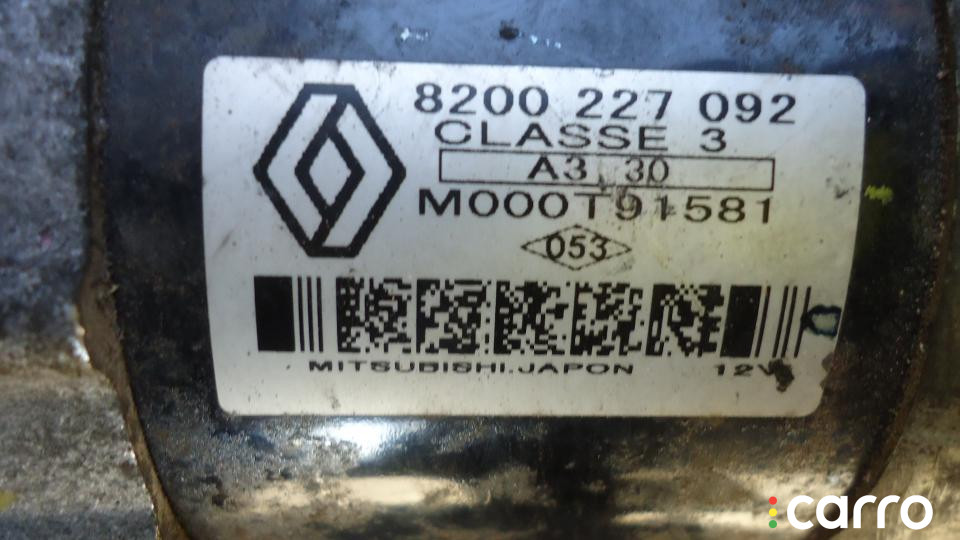 8200 227 092
CLASSE 3
A3 30
M000T91581
053
MITSUBISHI.JAPON 12V
carro